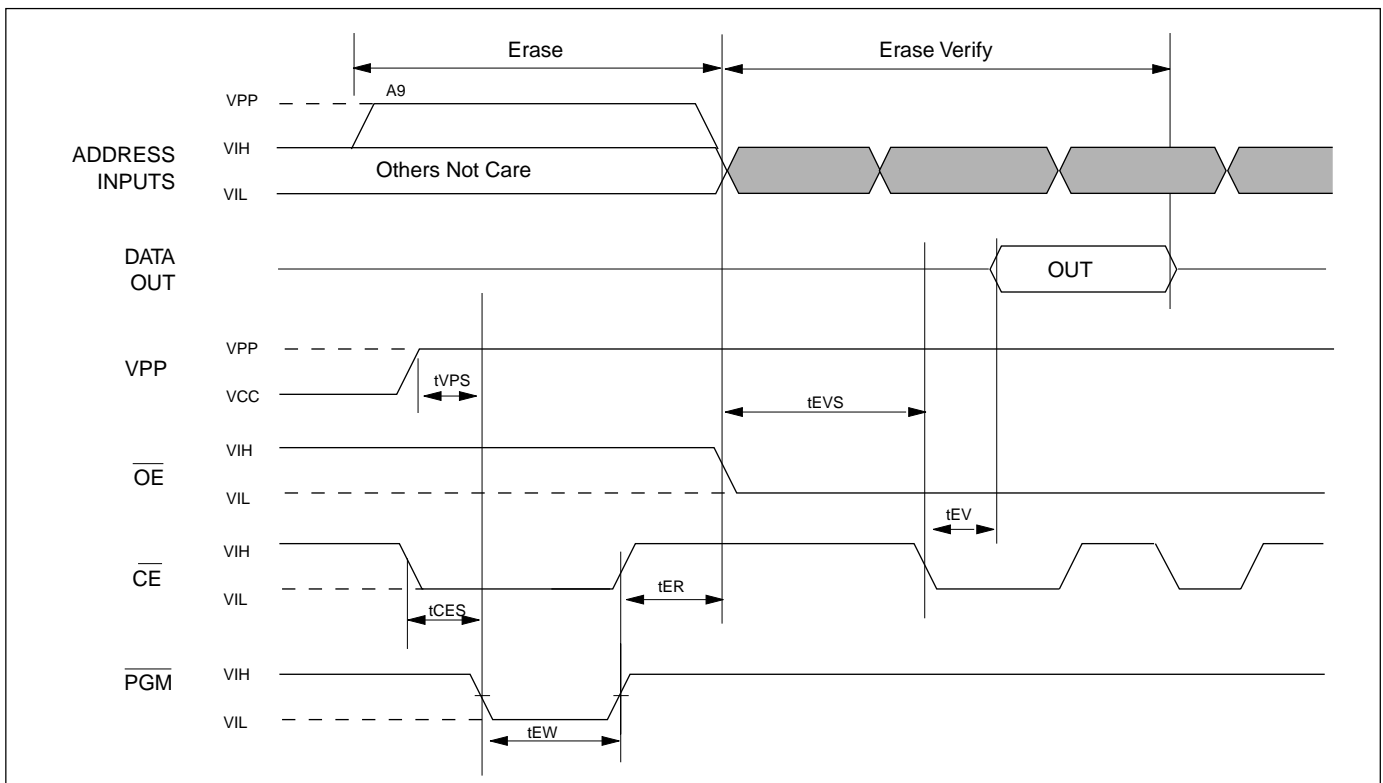 Erase
Erase Verify
VPP
A9
ADDRESS
INPUTS
VIH
Others Not Care
VIL
DATA
OUT
OUT
VPP
VPP
tVPS
VCC
tEVS
VIH
OE
VIL
tEV
VIH
CE
VIL
tER
tCES
VIH
PGM
VIL
tEW